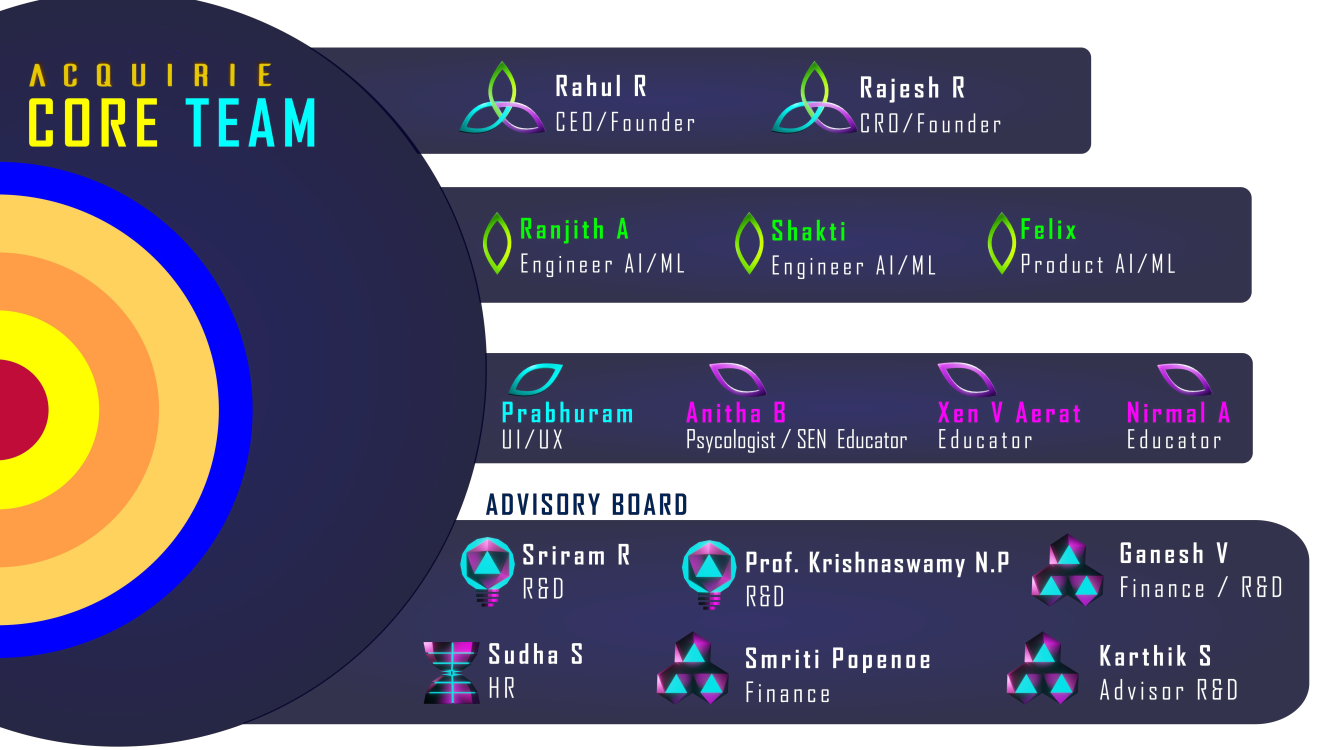 ACQUIRIE
CORE TEAM
Rahul R
CEO/Founder
Rajesh R
CRO/Founder
Ranjith A
Engineer AI/ML
Shakti
Engineer AI/ML
Felix
Product AI/ML
Prabhuram
UI/UX
Anitha B
Psycologist / SEN Educator
Xen V Aerat
Educator
Nirmal A
Educator
ADVISORY BOARD
Sriram R
R&D
Prof. Krishnaswamy N.P
R&D
Ganesh V
Finance / R&D
Sudha S
HR
Smriti Popenoe
Finance
Karthik S
Advisor R&D